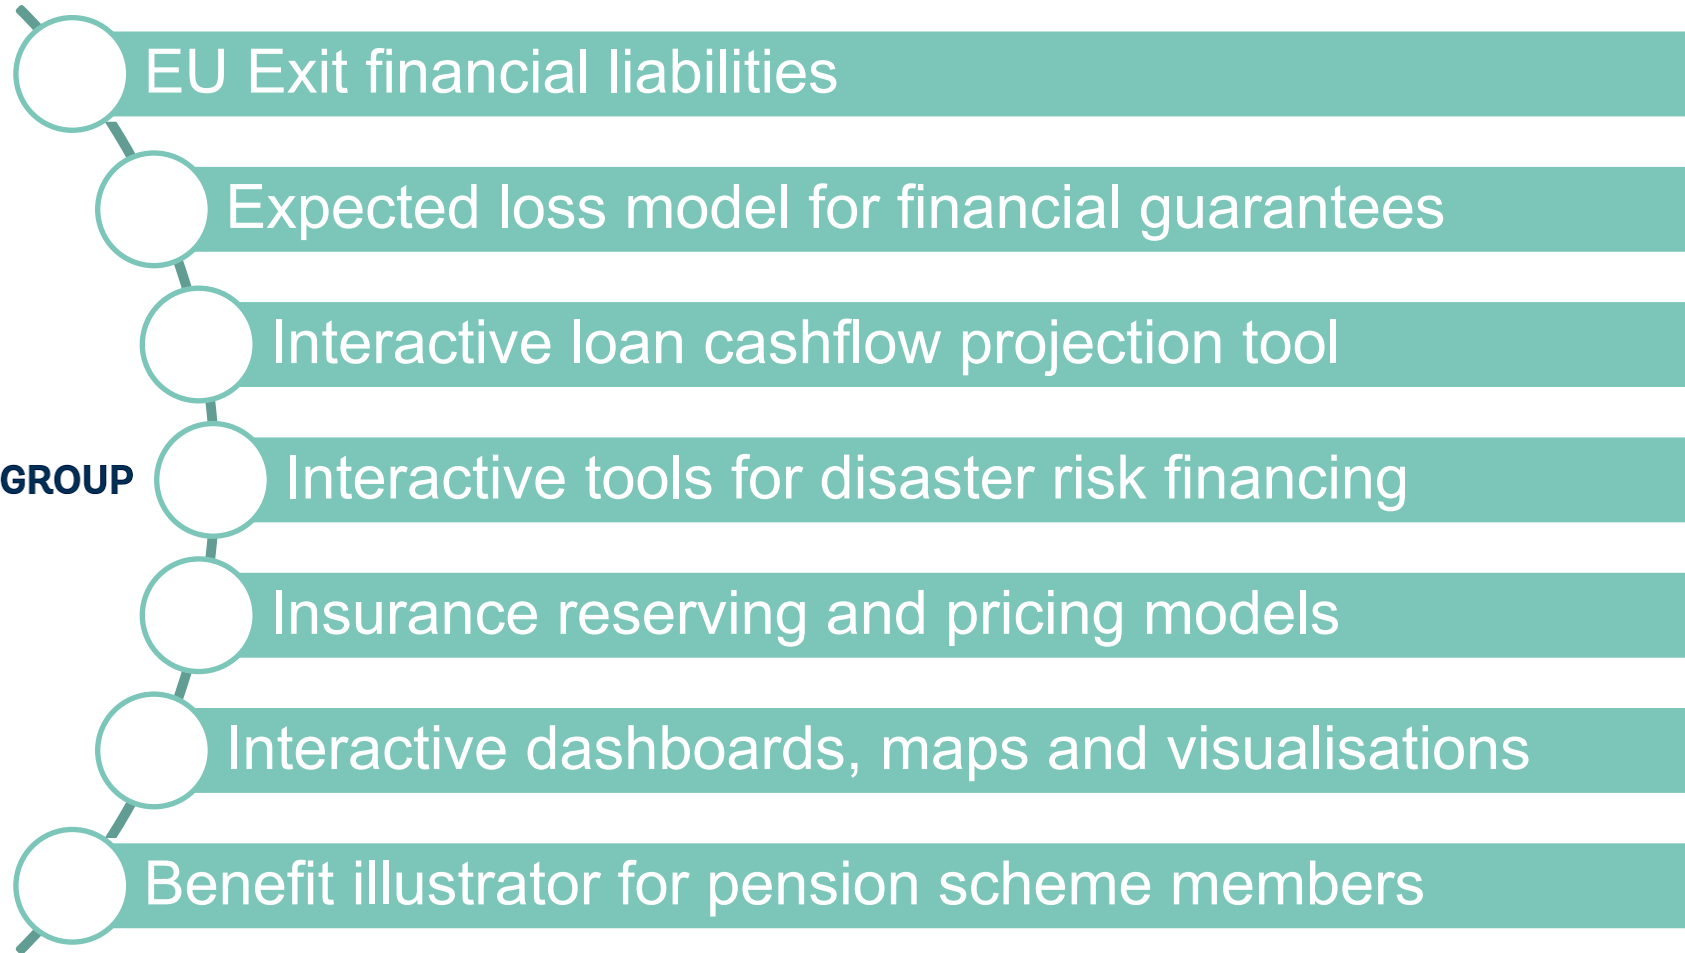 EU Exit financial liabilities
Expected loss model for financial guarantees
Interactive loan cashflow projection tool
GROUP
Interactive tools for disaster risk financing
Insurance reserving and pricing models
Interactive dashboards, maps and visualisations
Benefit illustrator for pension scheme members